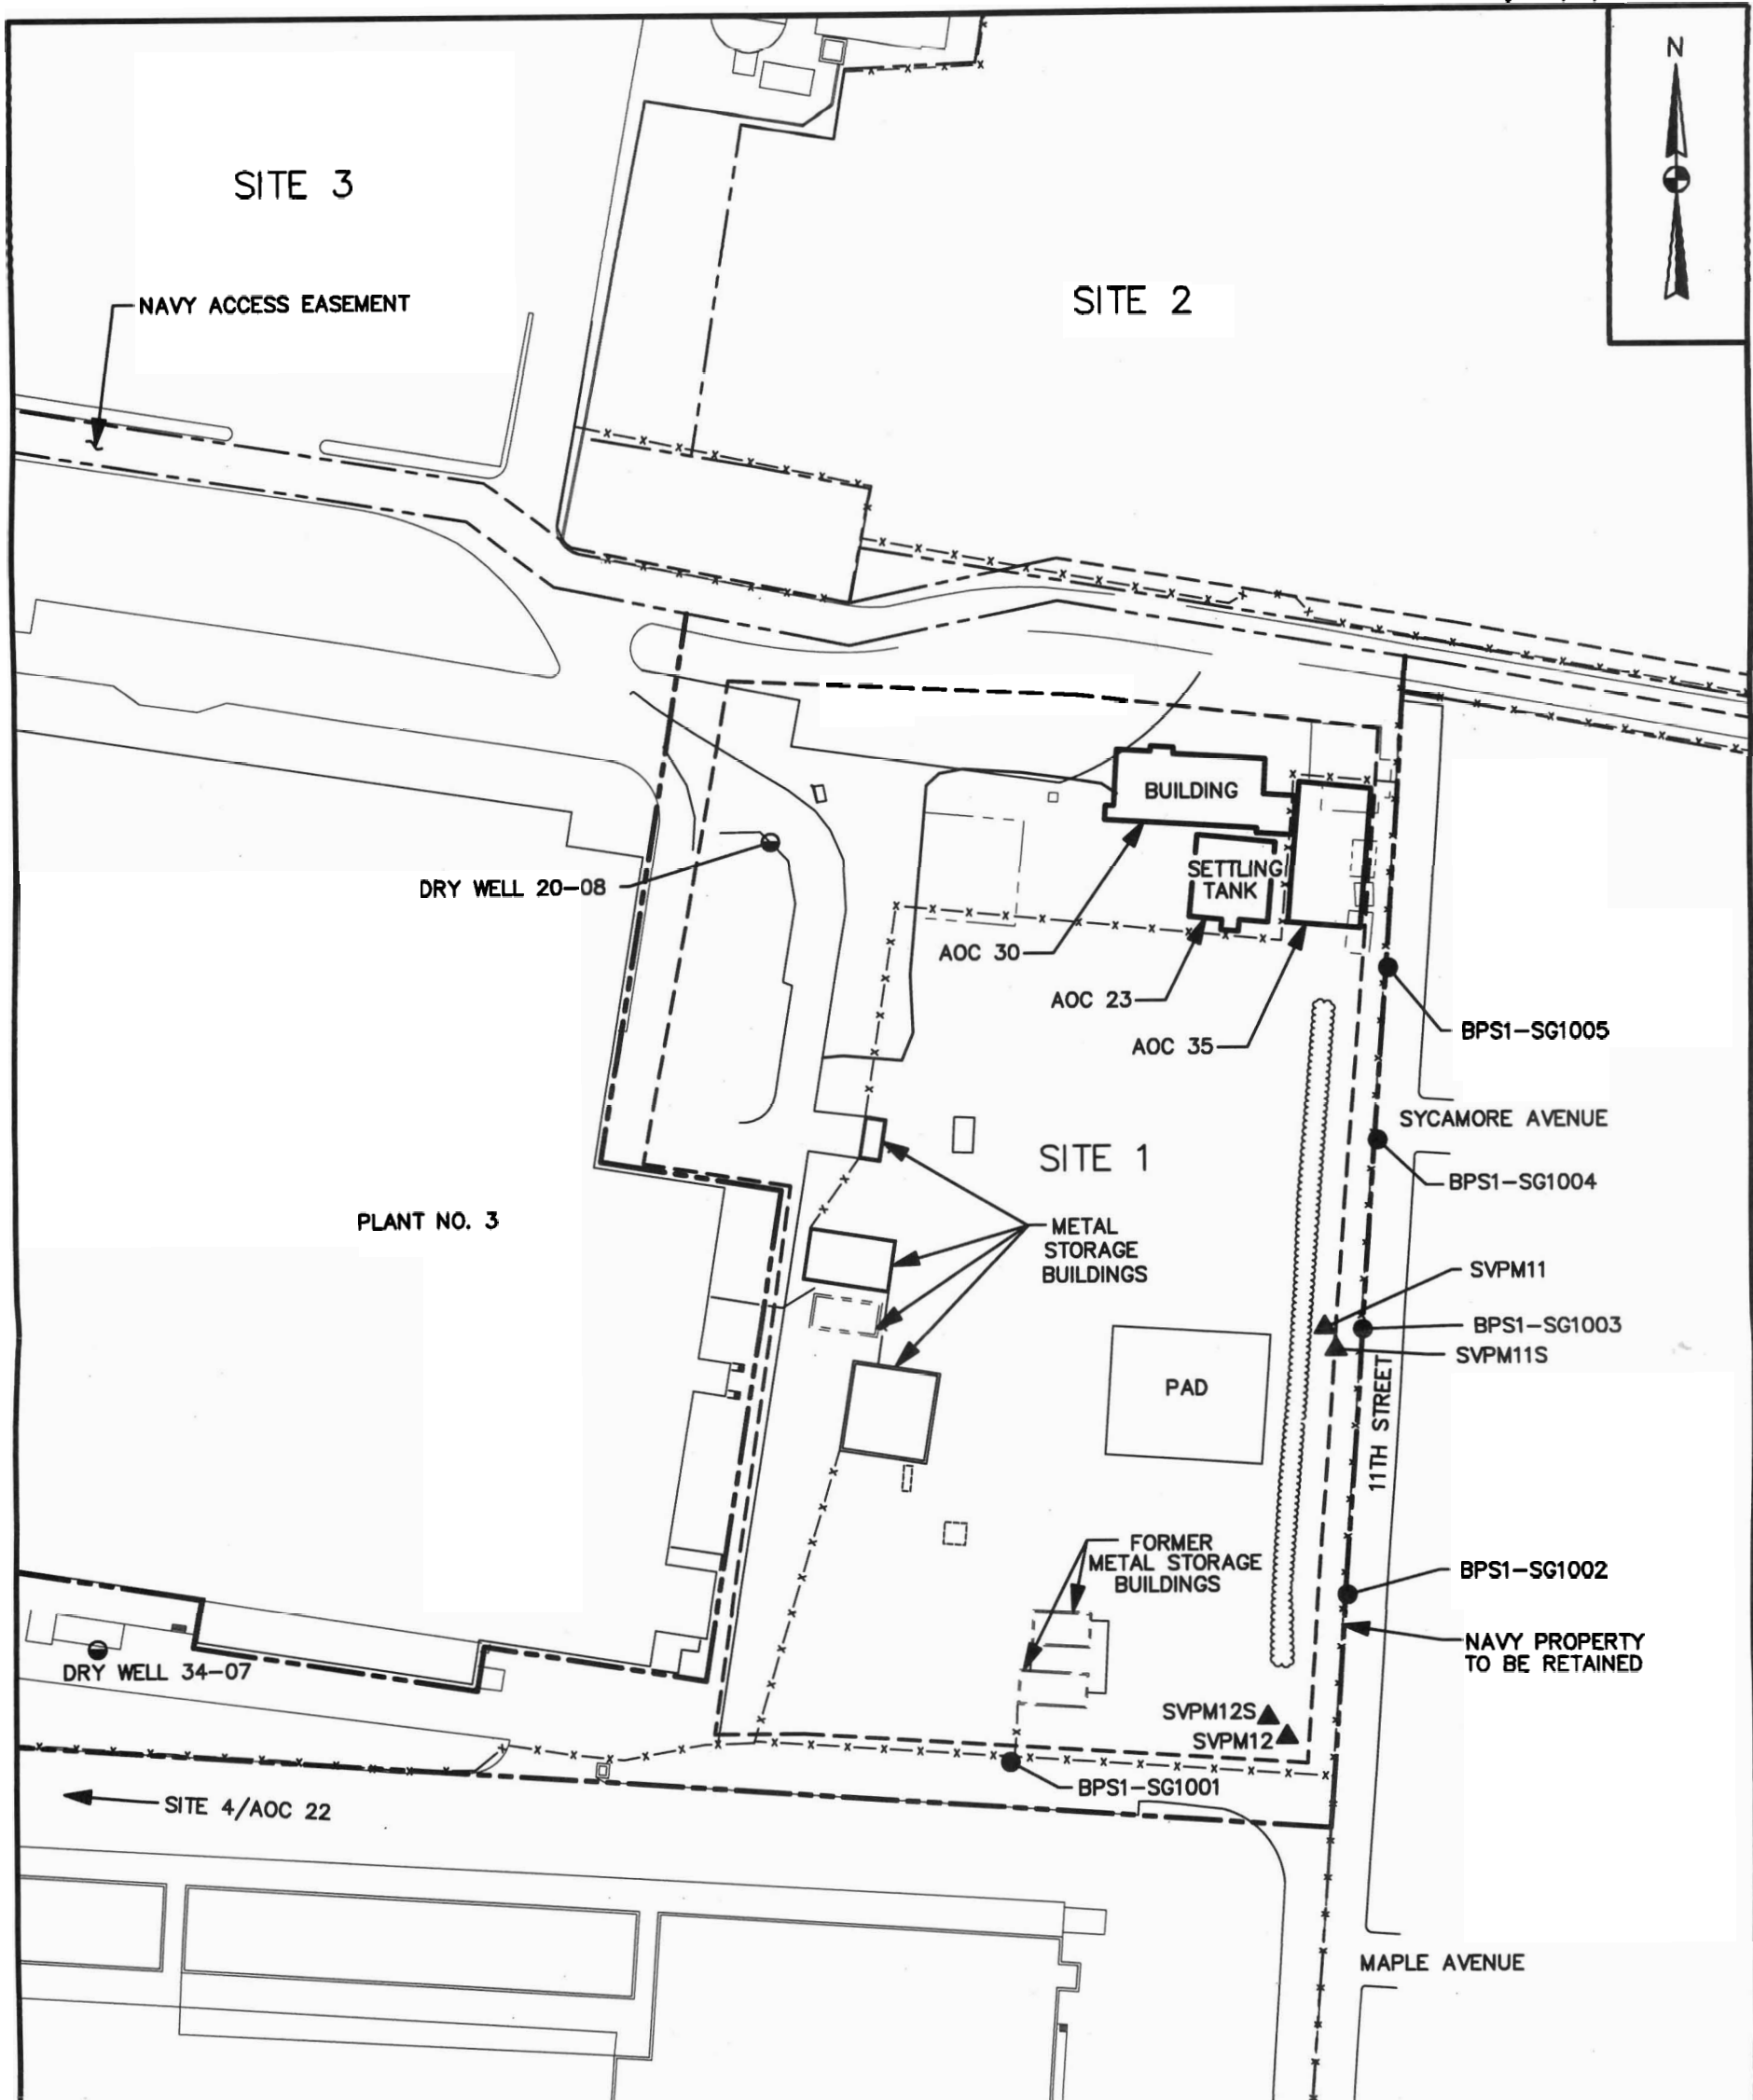 N
SITE 3
SITE 2
NAVY ACCESS EASEMENT
BUILDING
SETTLING
TANK
DRY WELL 20-08
AOC 30
AOC 23
AOC 35
BPS1-SG1005
SYCAMORE AVENUE
SITE 1
BPS1-SG1004
PLANT NO. 3
METAL
STORAGE
BUILDINGS
SVPM11
BPS1-SG1003
SVPM11S
PAD
11TH STREET
FORMER
METAL STORAGE
BUILDINGS
BPS1-SG1002
NAVY PROPERTY
TO BE RETAINED
DRY WELL 34-07
SVPM12S
SVPM12
BPS1-SG1001
SITE 4/AOC 22
MAPLE AVENUE